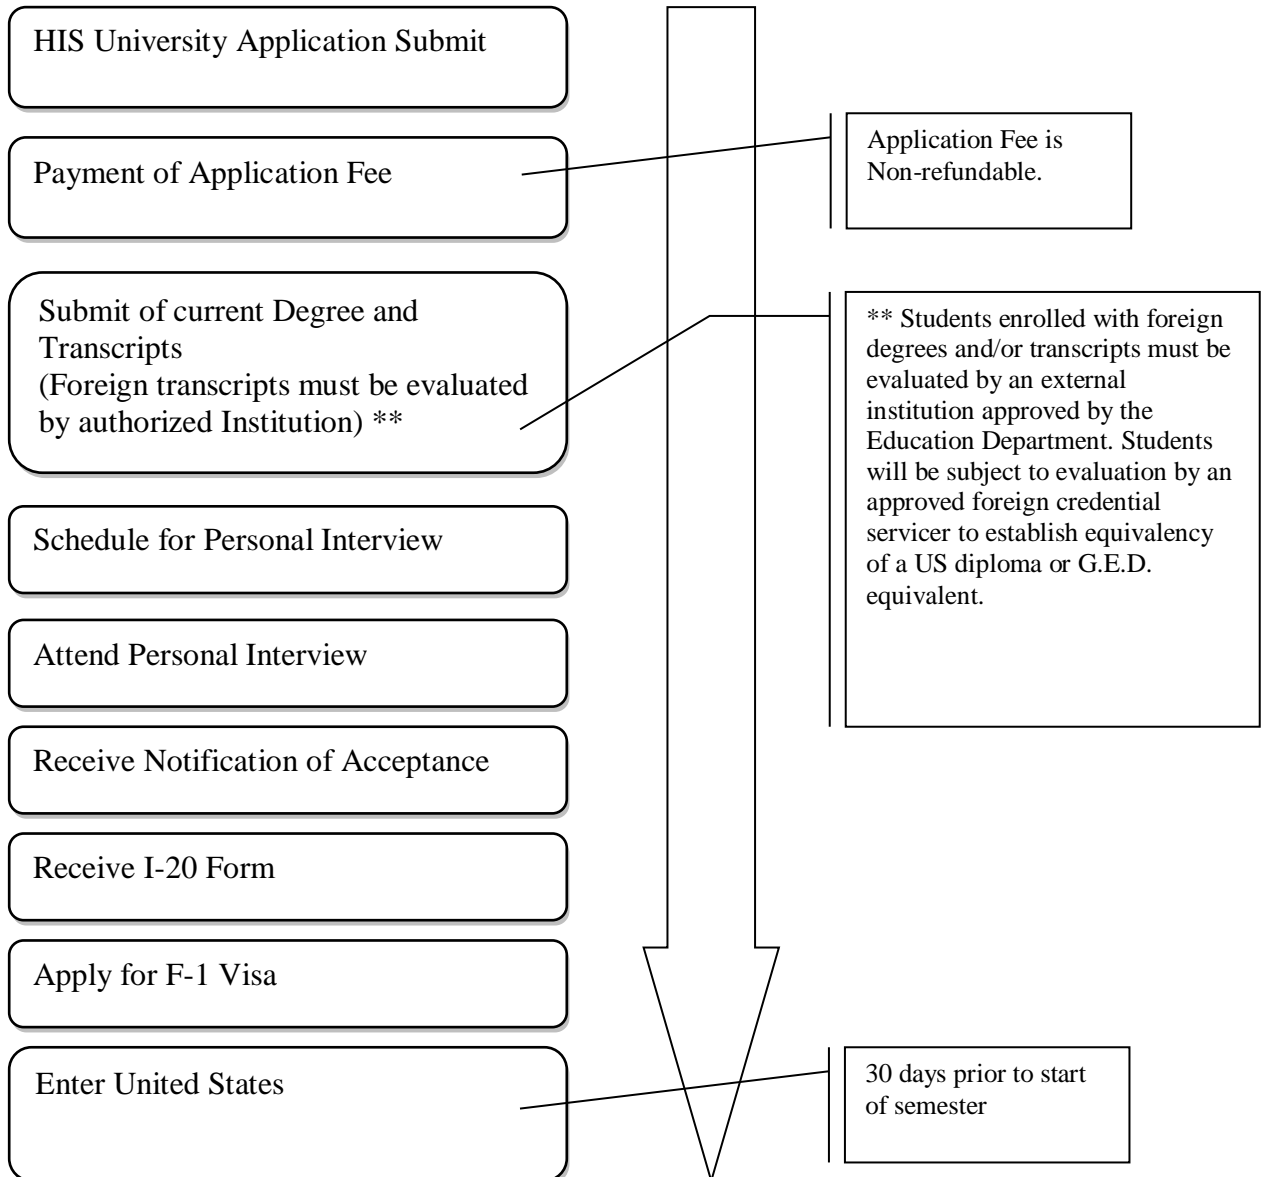 HIS University Application Submit
Payment of Application Fee
Application Fee is
Non-refundable.
Submit of current Degree and
Transcripts
(Foreign transcripts must be evaluated
by authorized Institution) **
** Students enrolled with foreign
degrees and/or transcripts must be
evaluated by an external
institution approved by the
Education Department. Students
will be subject to evaluation by an
approved foreign credential
servicer to establish equivalency
of a US diploma or G.E.D.
equivalent.
Schedule for Personal Interview
Attend Personal Interview
Receive Notification of Acceptance
Receive I-20 Form
Apply for F-1 Visa
Enter United States
30 days prior to start
of semester